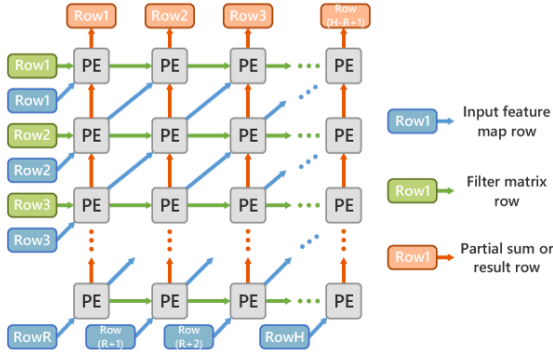 Row1 Row2 Row3 Row
(H-R+1)
Row1 PE PE PE PE
Row1
Row2 PE PE PE PE
Row2
Row3 PE PE PE PE
Row3
PE PE PE PE
RowR Row
(R+1) Row
(R+2) RowH
Row1 Input feature
map row
Row1 Filter matrix
row
Row1 Partial sum or
result row